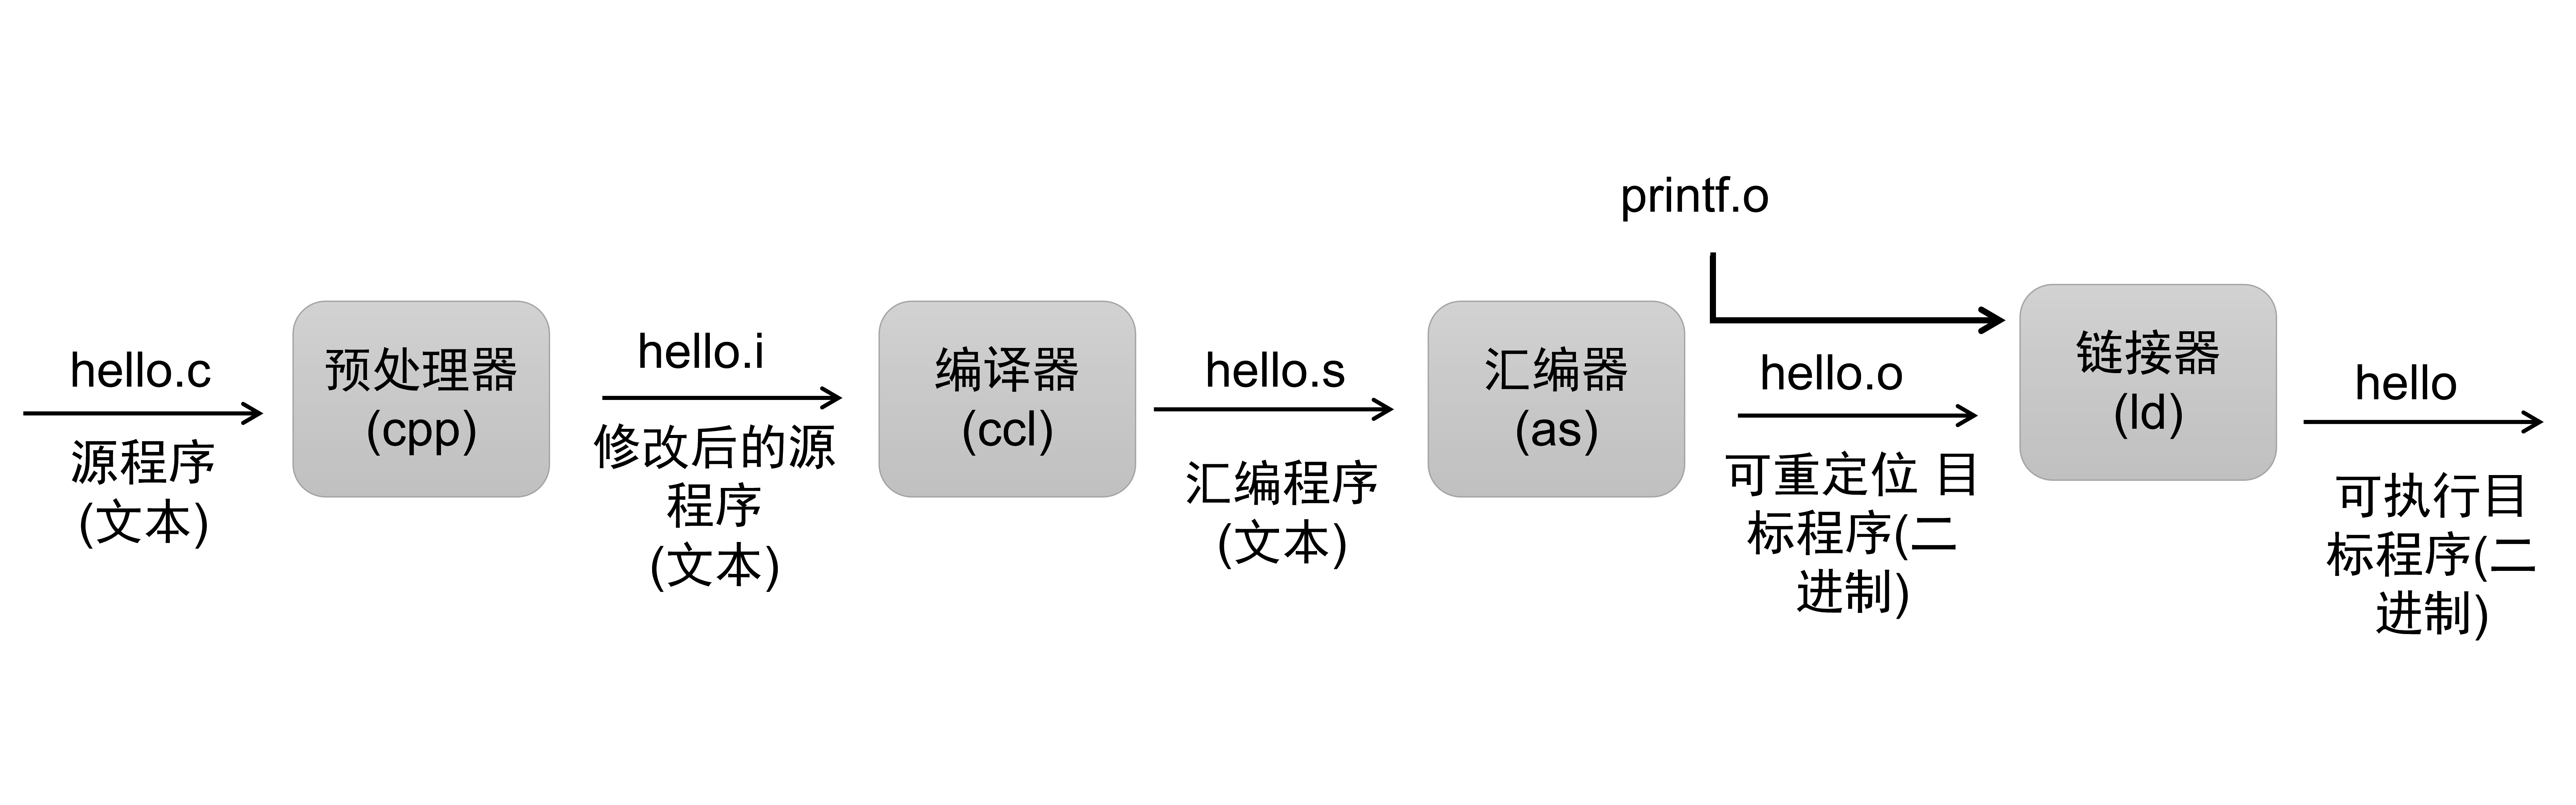 hello.c
源程序
(文本)
预处理器
(cpp)
hello.i
修改后的源
程序
(文本)
编译器
(ccl)
hello.s
汇编程序
(文本)
汇编器
(as)
printf.o
hello.o
可重定位 目
标程序(二
进制)
链接器
(ld)
hello
可执行目
标程序(二
进制)